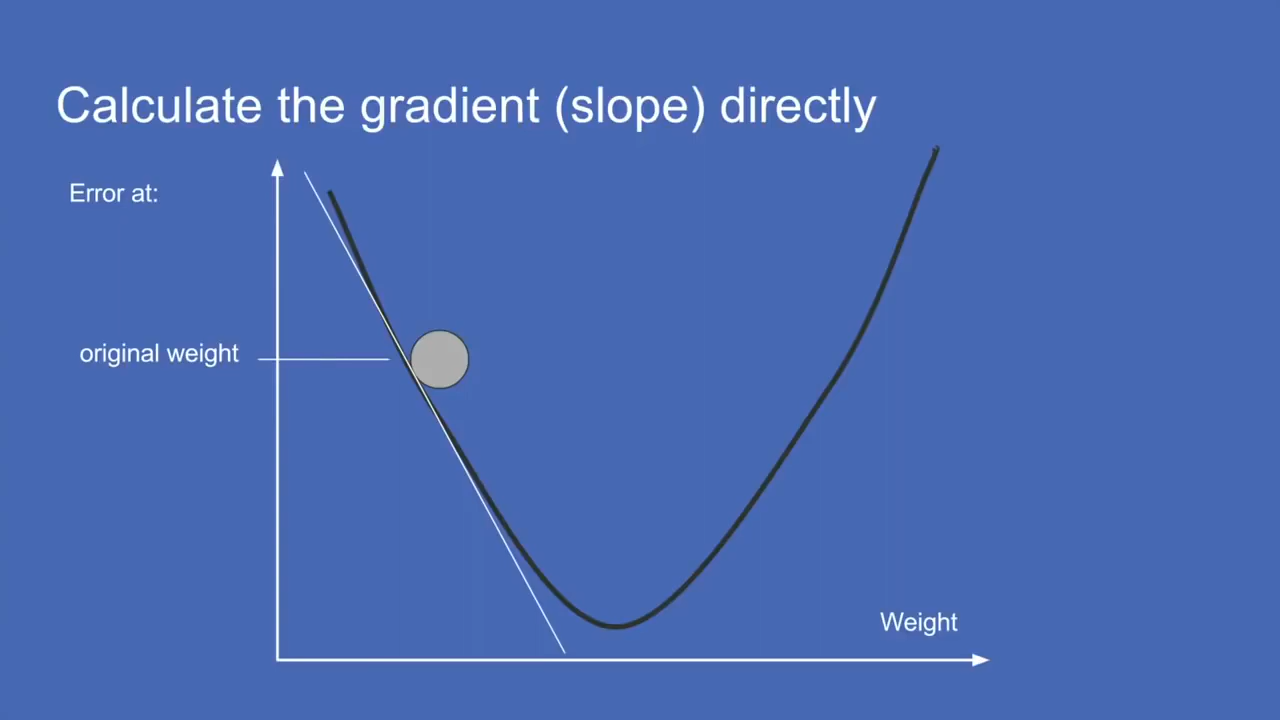 Calculate the gradient (slope) directly
Error at:
original weight
Weight